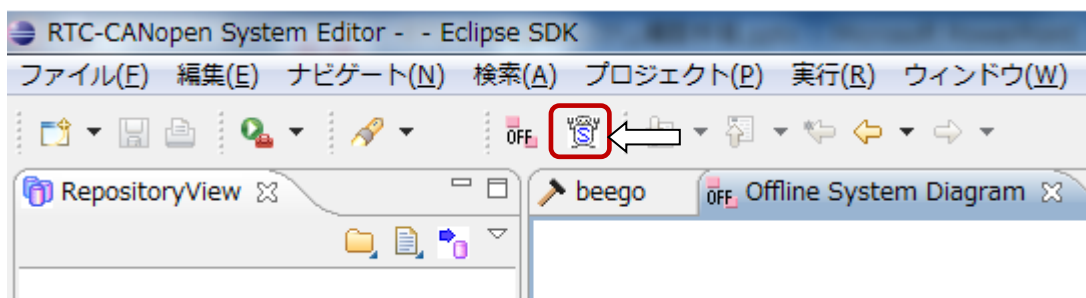 RTC-CANopen System Editor - - Eclipse SDK
ファイル(F) 編集(E) ナビゲート(N) 検索(A) プロジェクト(P) 実行(R) ウィンドウ(W)
OFF S
RepositoryView
beego OFF Offline System Diagram